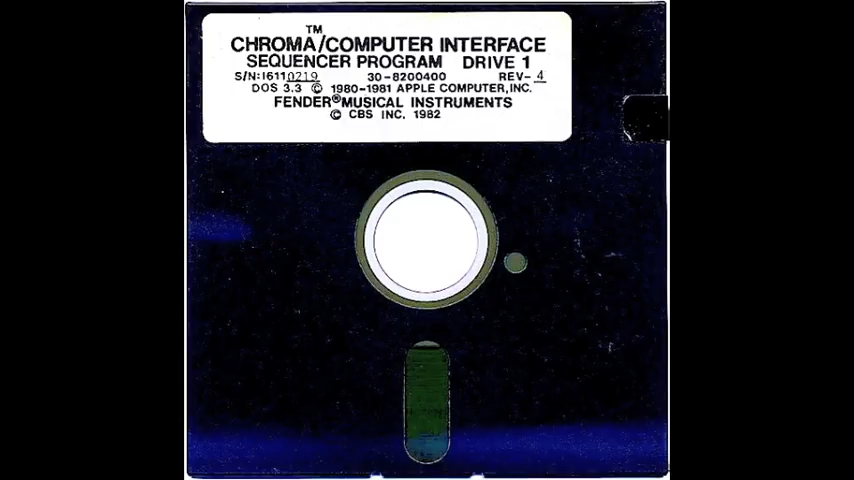 TM
CHROMA/COMPUTER INTERFACE
SEQUENCER PROGRAM DRIVE 1
S/N:16110219 30-8200400 REV-4
DOS 3.3 © 1980-1981 APPLE COMPUTER, INC.
FENDER® MUSICAL INSTRUMENTS
© CBS INC. 1982